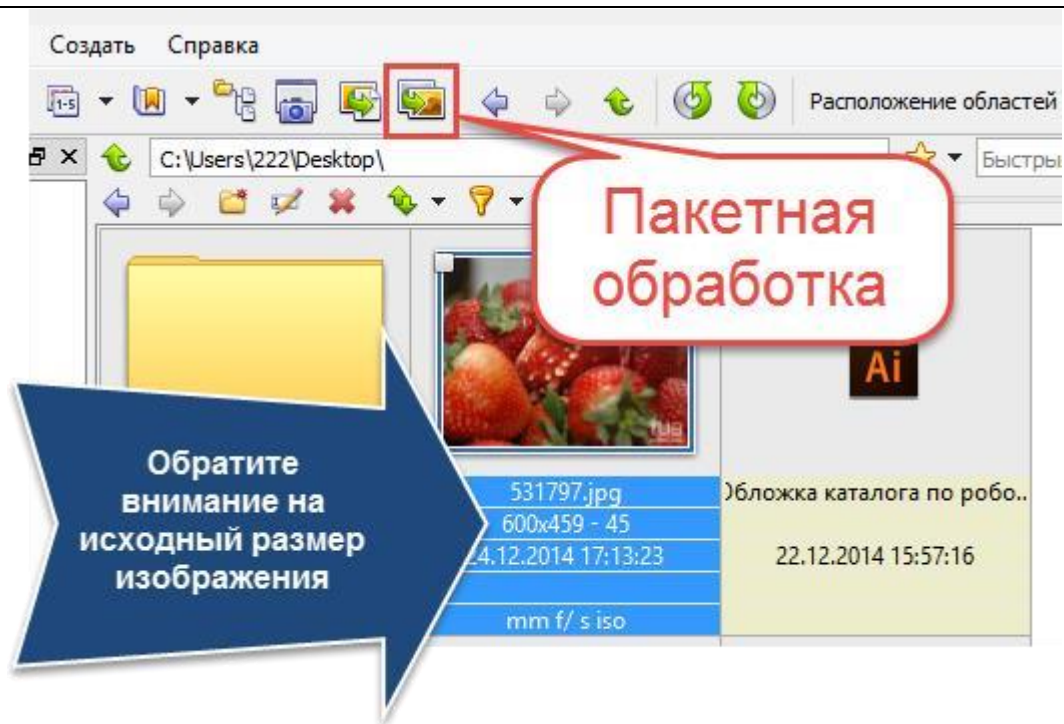 Создать Справка
1-5
Расположение областей
C:\Users\222\Desktop\
Быстры
Пакетная
обработка
Ai
Обратите
внимание на
исходный размер
изображения
531797.jpg
600x459 - 45
24.12.2014 17:13:23
mm f/ s iso
Обложка каталога по робо..
22.12.2014 15:57:16